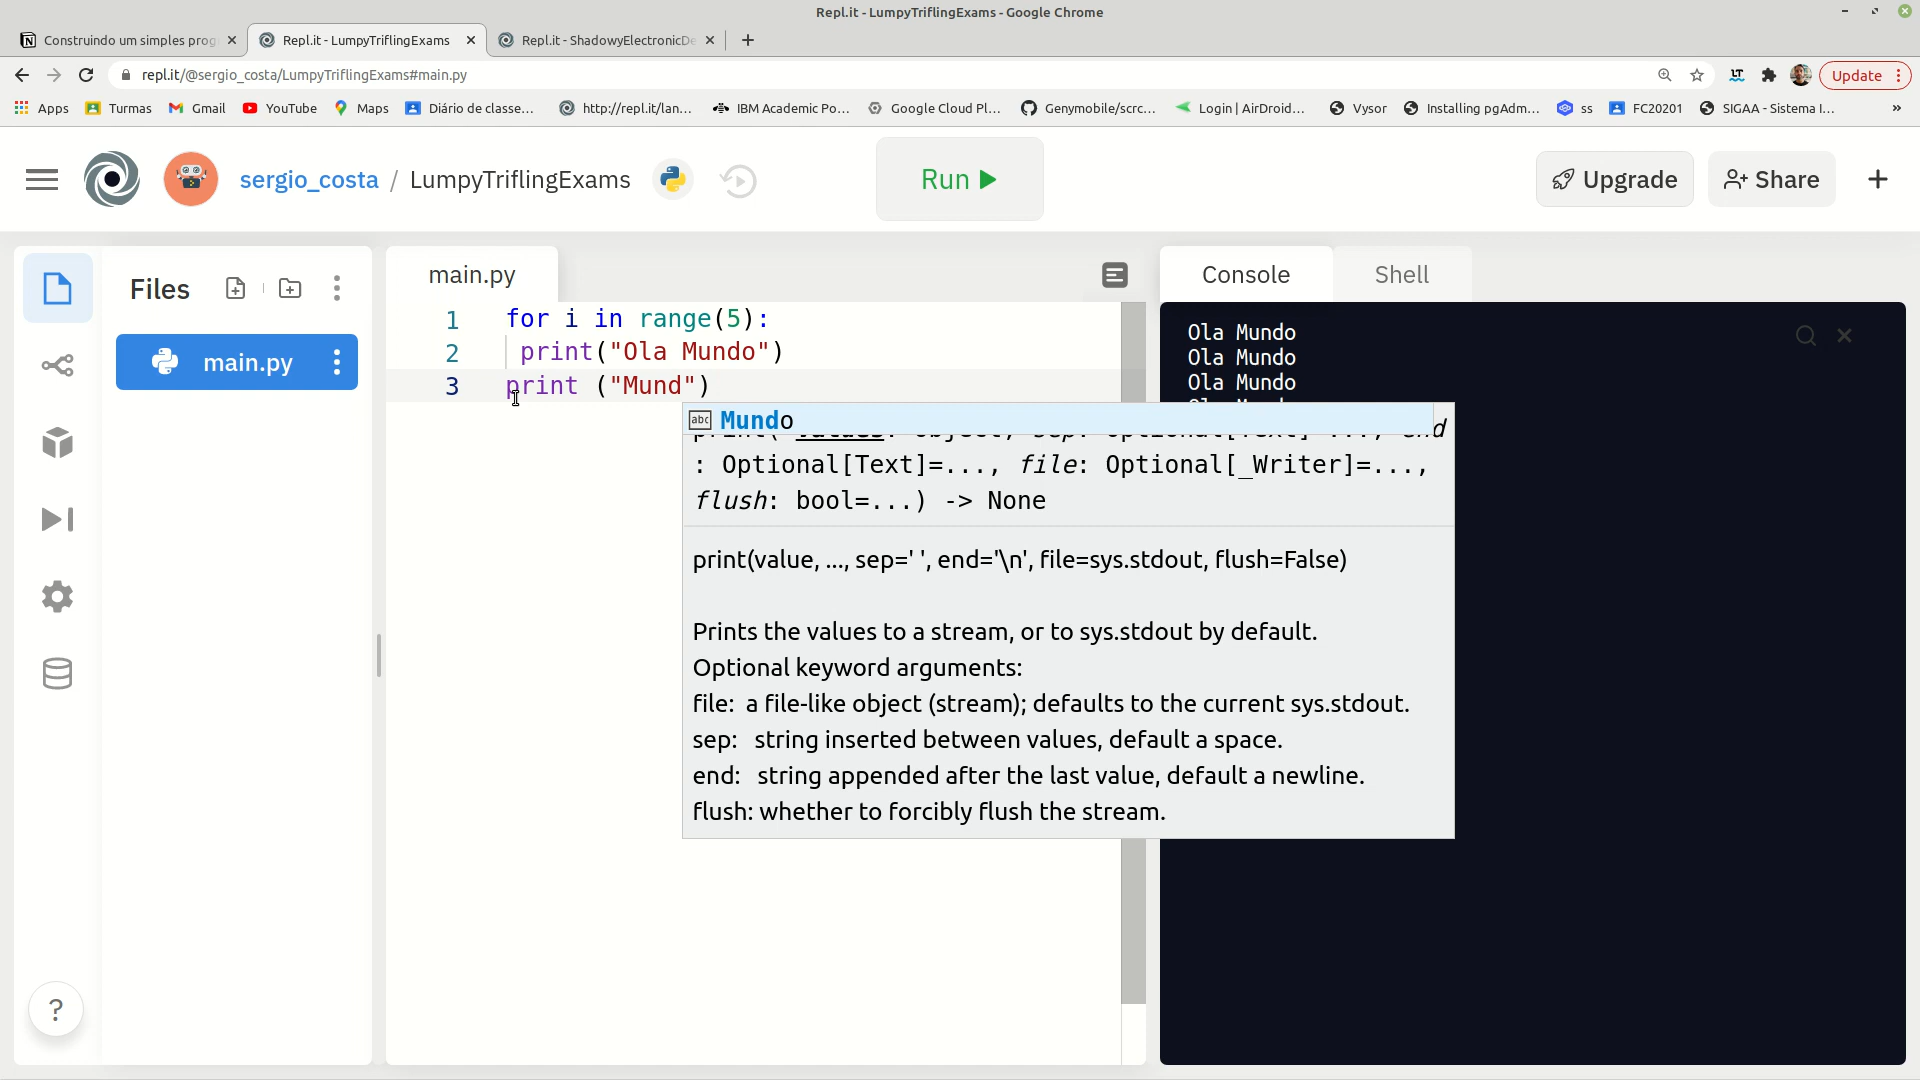 Repl.it - LumpyTriflingExams - Google Chrome
Construindo um simples prog
Repl.it - LumpyTriflingExams
Repl.it - ShadowyElectronicDe
repl.it/@sergio_costa/LumpyTriflingExams#main.py
Update
Apps
Turmas
Gmail
YouTube
Maps
Diário de classe...
http://repl.it/lan...
IBM Academic Po...
Google Cloud Pl...
Genymobile/scrc...
Login | AirDroid...
Vysor
Installing pgAdm...
ss
FC20201
SIGAA - Sistema I...
»
sergio_costa / LumpyTriflingExams
Run
Upgrade
Share
Files
main.py
main.py
1 for i in range(5):
2 print("Ola Mundo")
3 print ("Mund")
abc Mundo
: Optional[Text]=..., file: Optional[_Writer]=...,
flush: bool=...) -> None
print(value, ..., sep=' ', end='\n', file=sys.stdout, flush=False)
Prints the values to a stream, or to sys.stdout by default.
Optional keyword arguments:
file: a file-like object (stream); defaults to the current sys.stdout.
sep: string inserted between values, default a space.
end: string appended after the last value, default a newline.
flush: whether to forcibly flush the stream.
Console
Shell
Ola Mundo
Ola Mundo
Ola Mundo
?